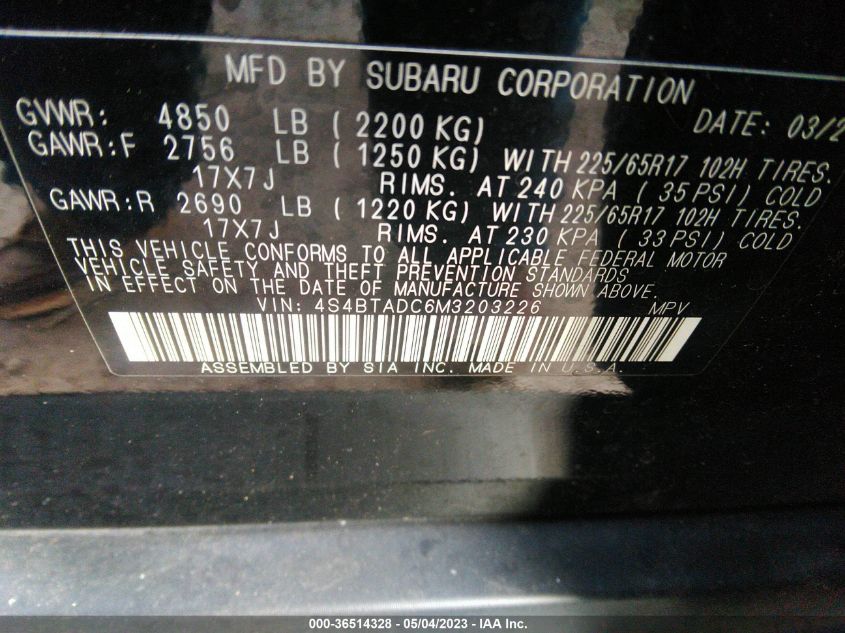 MFD BY SUBARU CORPORATION
GVWR: 4850 LB ( 2200 KG) DATE: 03/2
GAWR:F 2756 LB ( 1250 KG) WITH 225/65R17 102H TIRES.
17X7J RIMS. AT 240 KPA ( 35 PSI) COLD
GAWR:R 2690 LB ( 1220 KG) WITH 225/65R17 102H TIRES.
17X7J RIMS. AT 230 KPA ( 33 PSI) COLD
THIS VEHICLE CONFORMS TO ALL APPLICABLE FEDERAL MOTOR
VEHICLE SAFETY AND THEFT PREVENTION STANDARDS
IN EFFECT ON THE DATE OF MANUFACTURE SHOWN ABOVE.
VIN: 4S4BTADC6M3203226 MPV
ASSEMBLED BY SIA INC. MADE IN U.S.A.
000-36514328 - 05/04/2023 - IAA Inc.